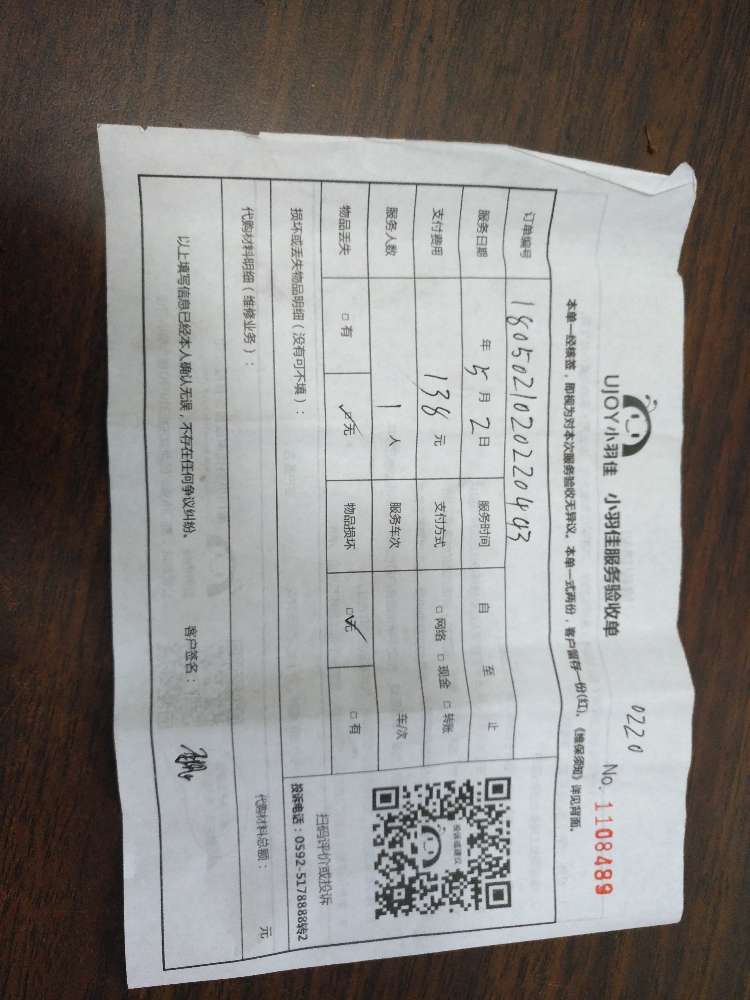 0220
UJOY小羽佳 小羽佳服务验收单 No. 1108489
本单一经核签，即视为对本次服务验收无异议。本单一式两份，客户留存一份(红)，《维保须知》详见背面。
订单编号 180502102022 0493
服务日期 年 5 月 2 日 服务时间 自 至 止
支付费用 138 元 支付方式 □ 网络 □ 现金 □ 转账
服务人数 1 人 服务车次 车/次
物品丢失 □ 有 ☑ 无 物品损坏 ☑ 无 □ 有
投诉或建议
扫码评价或投诉
投诉电话：0592-5178888转2
损坏或丢失物品明细（没有可不填）：
代购材料明细（维修业务）： 代购材料总额： 元
以上填写信息已经本人确认无误，不存在任何争议纠纷。 客户签名：